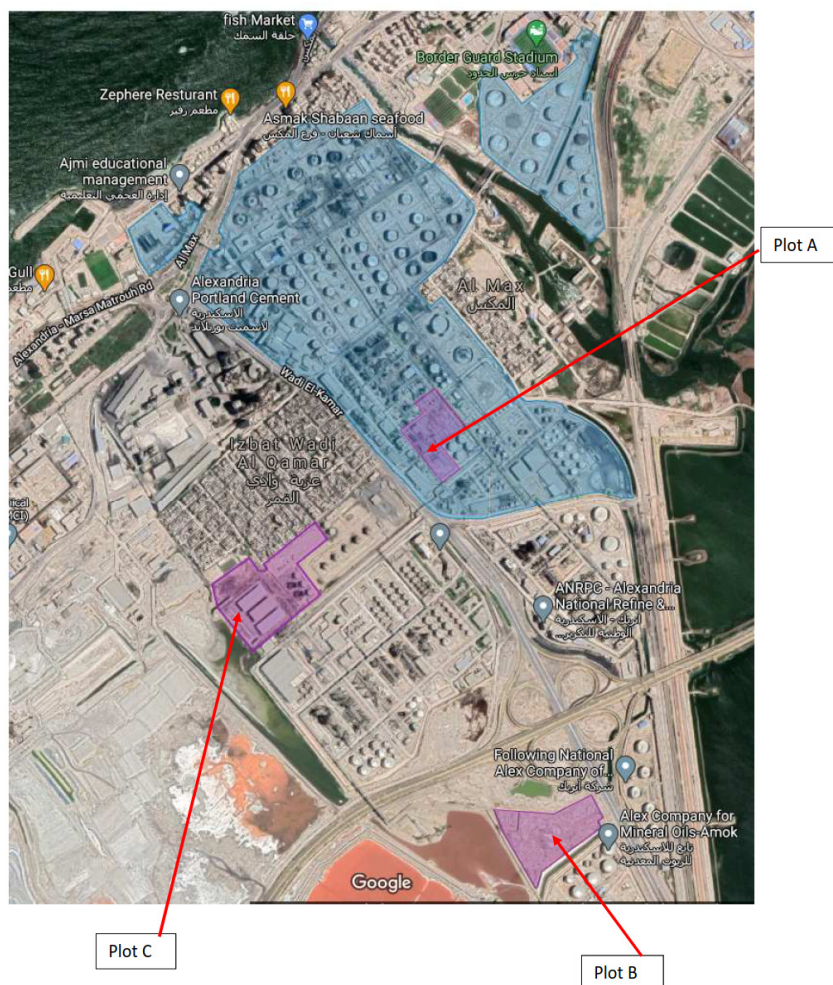 fish Market
حلقة السمك
Border Guard Stadium
استاد حرس الحدود
Zephere Resturant
مطعم زفير
Asmak Shabaan seafood
أسماك شعبان - فرع المكس
Ajmi educational
management
إدارة العجمي التعليمية
Plot A
Gull
Al Max
Alexandria - Marsa Matrouh Rd
Alexandria
Portland Cement
الاسكندرية
لاسمنت بورتلاند
Al Max
المكس
Wadi El-Kamar
Izbat Wadi
Al Qamar
عزبة وادي
القمر
ANRPC - Alexandria
National Refine &...
انربك - الاسكندرية
الوطنية للتكرير...
Following National
Alex Company of...
شركة انربك
Alex Company for
Mineral Oils-Amok
تابع للاسكندرية
للزيوت المعدنية
Google
Plot C
Plot B